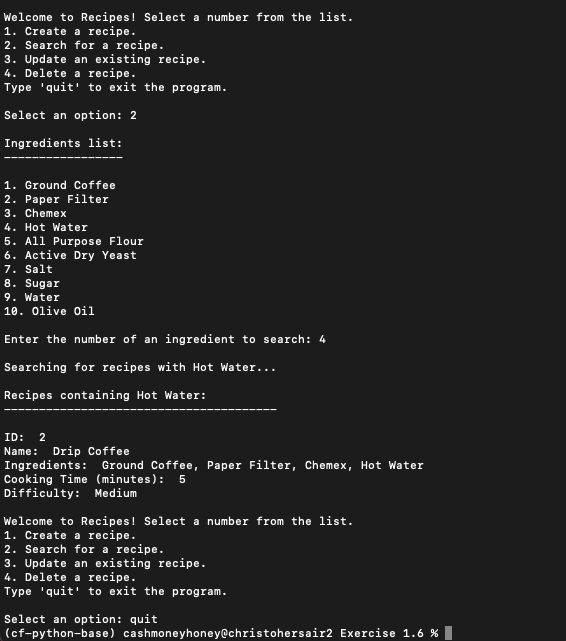 Welcome to Recipes! Select a number from the list.
1. Create a recipe.
2. Search for a recipe.
3. Update an existing recipe.
4. Delete a recipe.
Type 'quit' to exit the program.
Select an option: 2
Ingredients list:
-----------------
1. Ground Coffee
2. Paper Filter
3. Chemex
4. Hot Water
5. All Purpose Flour
6. Active Dry Yeast
7. Salt
8. Sugar
9. Water
10. Olive Oil
Enter the number of an ingredient to search: 4
Searching for recipes with Hot Water...
Recipes containing Hot Water:
---------------------------------------
ID:  2
Name:  Drip Coffee
Ingredients:  Ground Coffee, Paper Filter, Chemex, Hot Water
Cooking Time (minutes):  5
Difficulty:  Medium
Welcome to Recipes! Select a number from the list.
1. Create a recipe.
2. Search for a recipe.
3. Update an existing recipe.
4. Delete a recipe.
Type 'quit' to exit the program.
Select an option: quit
(cf-python-base) cashmoneyhoney@christohersair2 Exercise 1.6 %